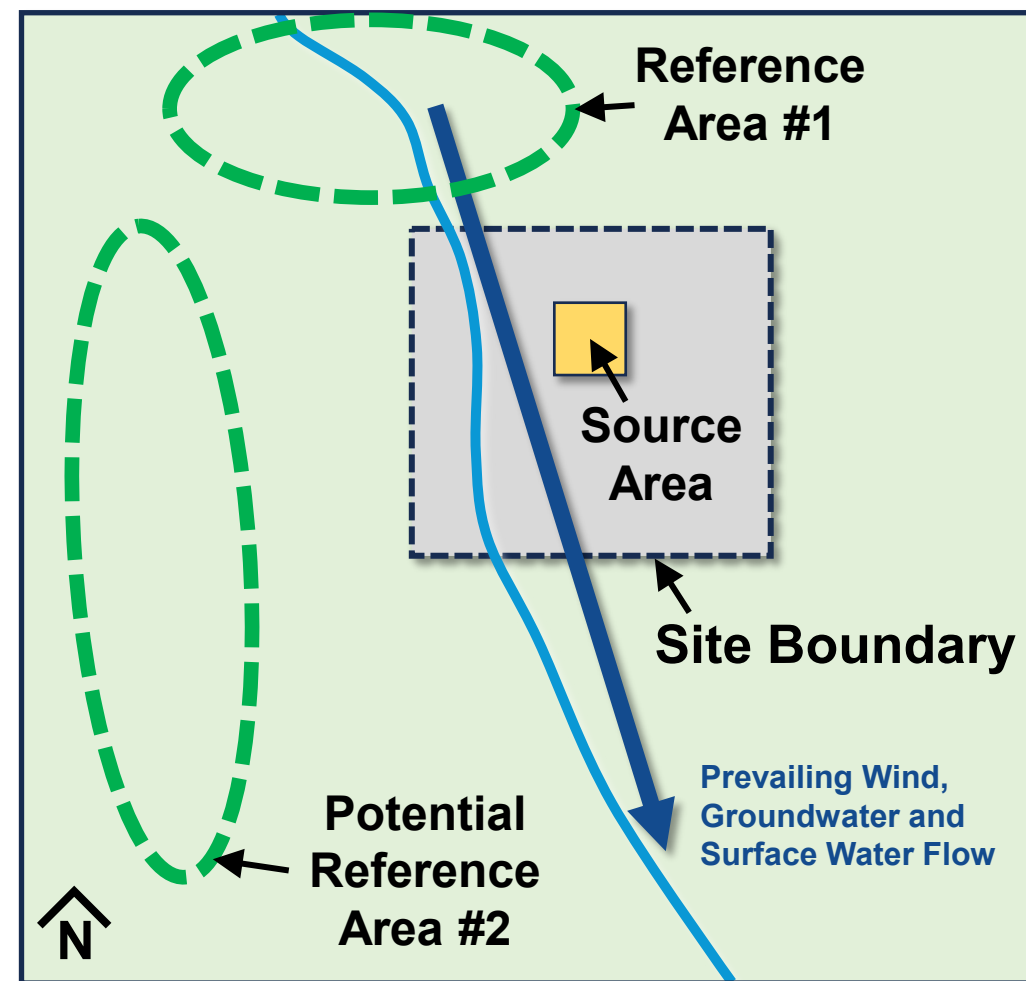 Reference
Area #1
Source
Area
Site Boundary
Prevailing Wind,
Groundwater and
Surface Water Flow
Potential
Reference
Area #2
N